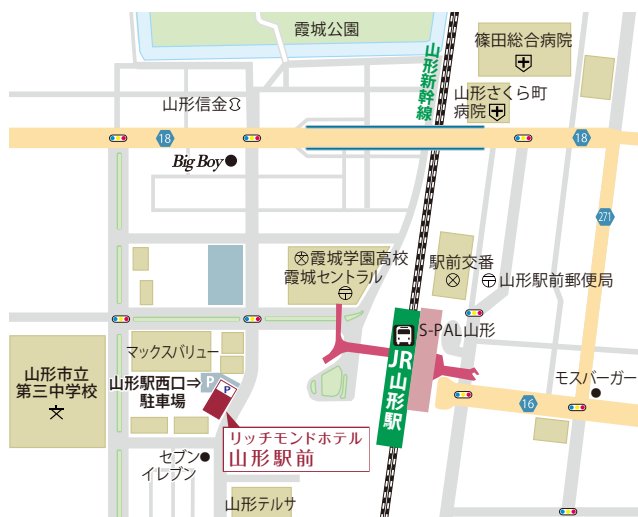 霞城公園
山形新幹線
篠田総合病院
山形さくら町
病院
山形信金
18
18
Big Boy
271
霞城学園高校
霞城セントラル
駅前交番
山形駅前郵便局
S-PAL山形
JR山形駅
マックスバリュー
山形市立
第三中学校
山形駅西口⇒
駐車場
P
P
モスバーガー
16
リッチモンドホテル
山形駅前
セブン
イレブン
山形テルサ